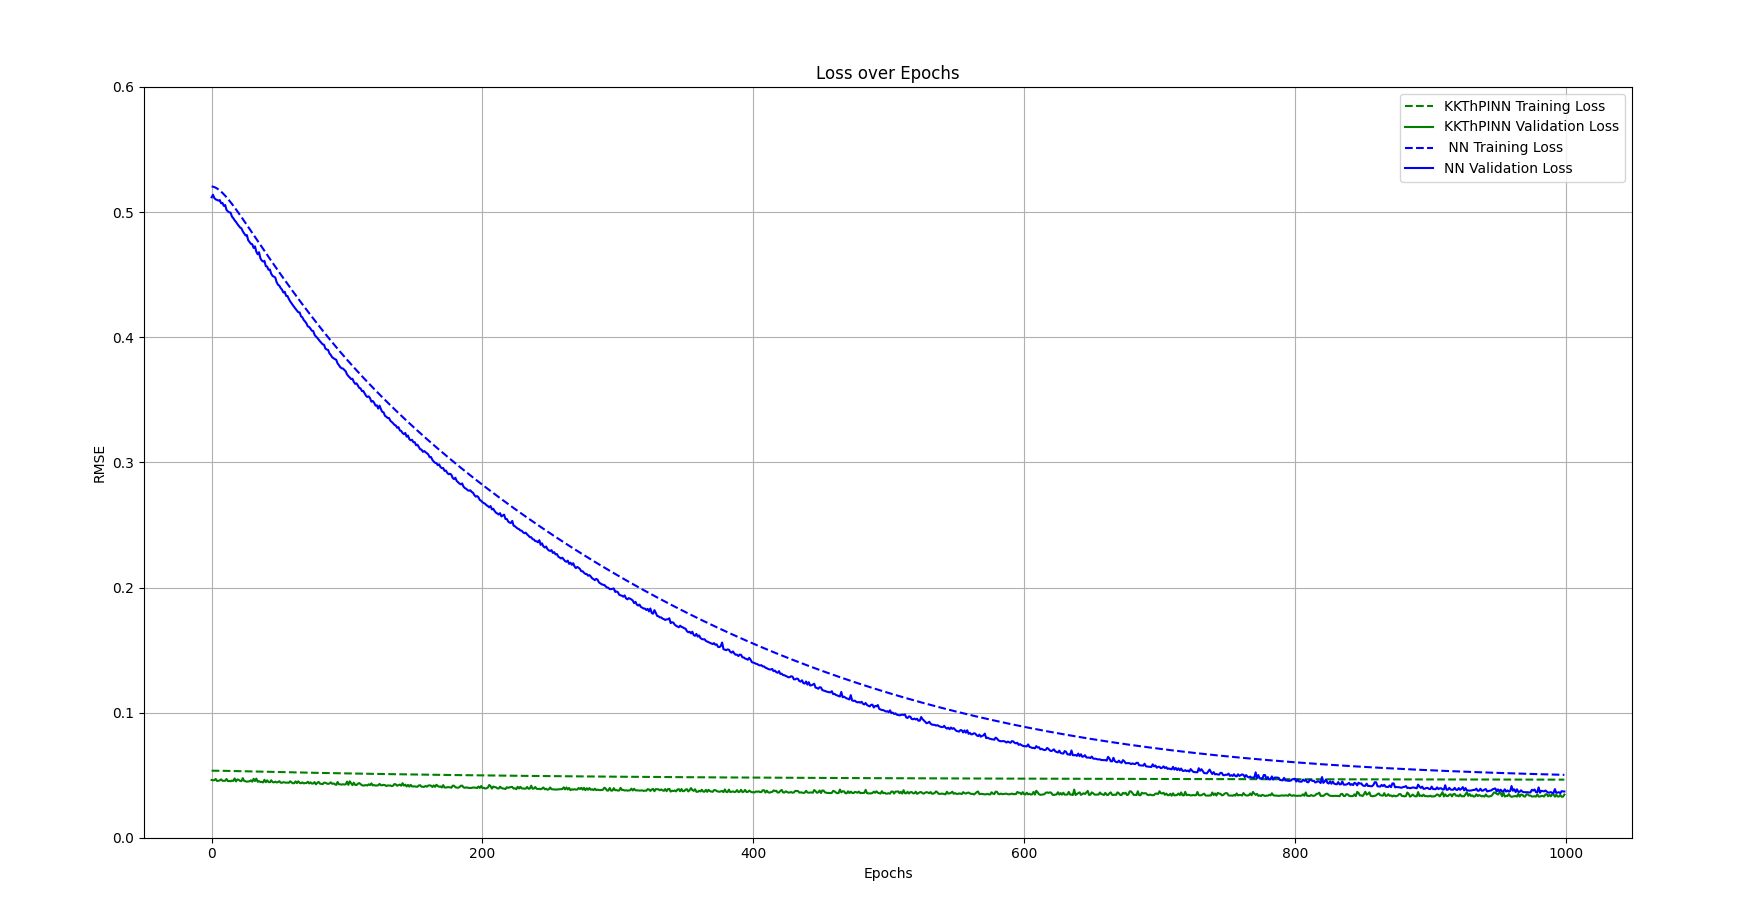 Loss over Epochs
0.6
0.5
0.4
0.3
0.2
0.1
0.0
RMSE
KKThPINN Training Loss
KKThPINN Validation Loss
NN Training Loss
NN Validation Loss
0 200 400 600 800 1000
Epochs